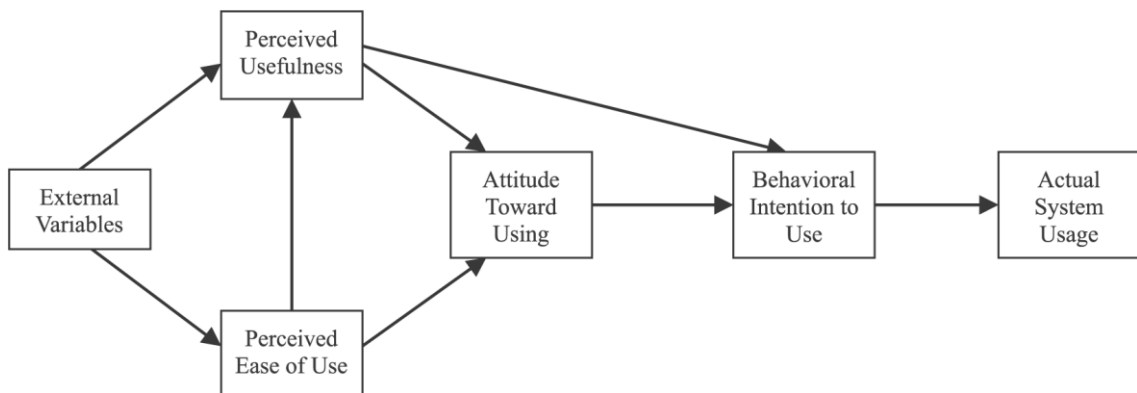 Perceived
Usefulness
External
Variables
Perceived
Ease of Use
Attitude
Toward
Using
Behavioral
Intention to
Use
Actual
System
Usage